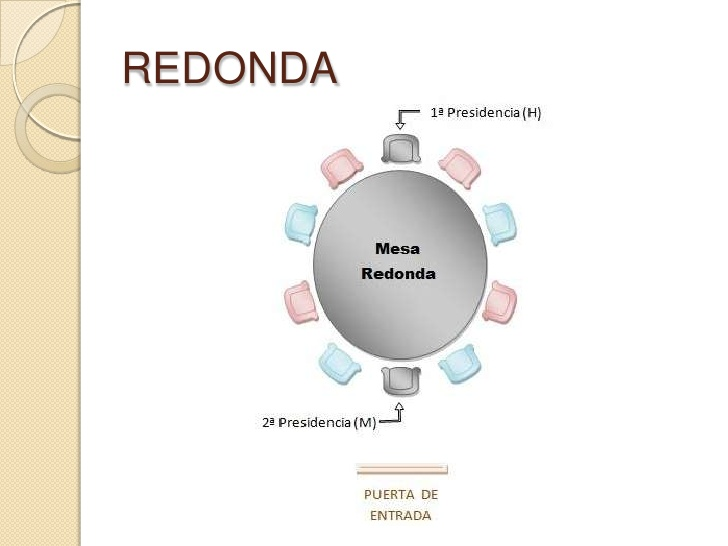 REDONDA
1ª Presidencia (H)
Mesa
Redonda
2ª Presidencia (M)
PUERTA DE
ENTRADA